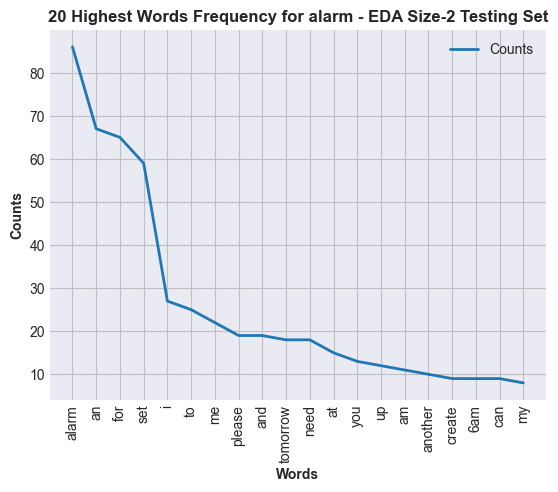 20 Highest Words Frequency for alarm - EDA Size-2 Testing Set
Counts
Counts
80
70
60
50
40
30
20
10
alarm
an
for
set
i
to
me
please
and
tomorrow
need
at
you
up
am
another
create
6am
can
my
Words